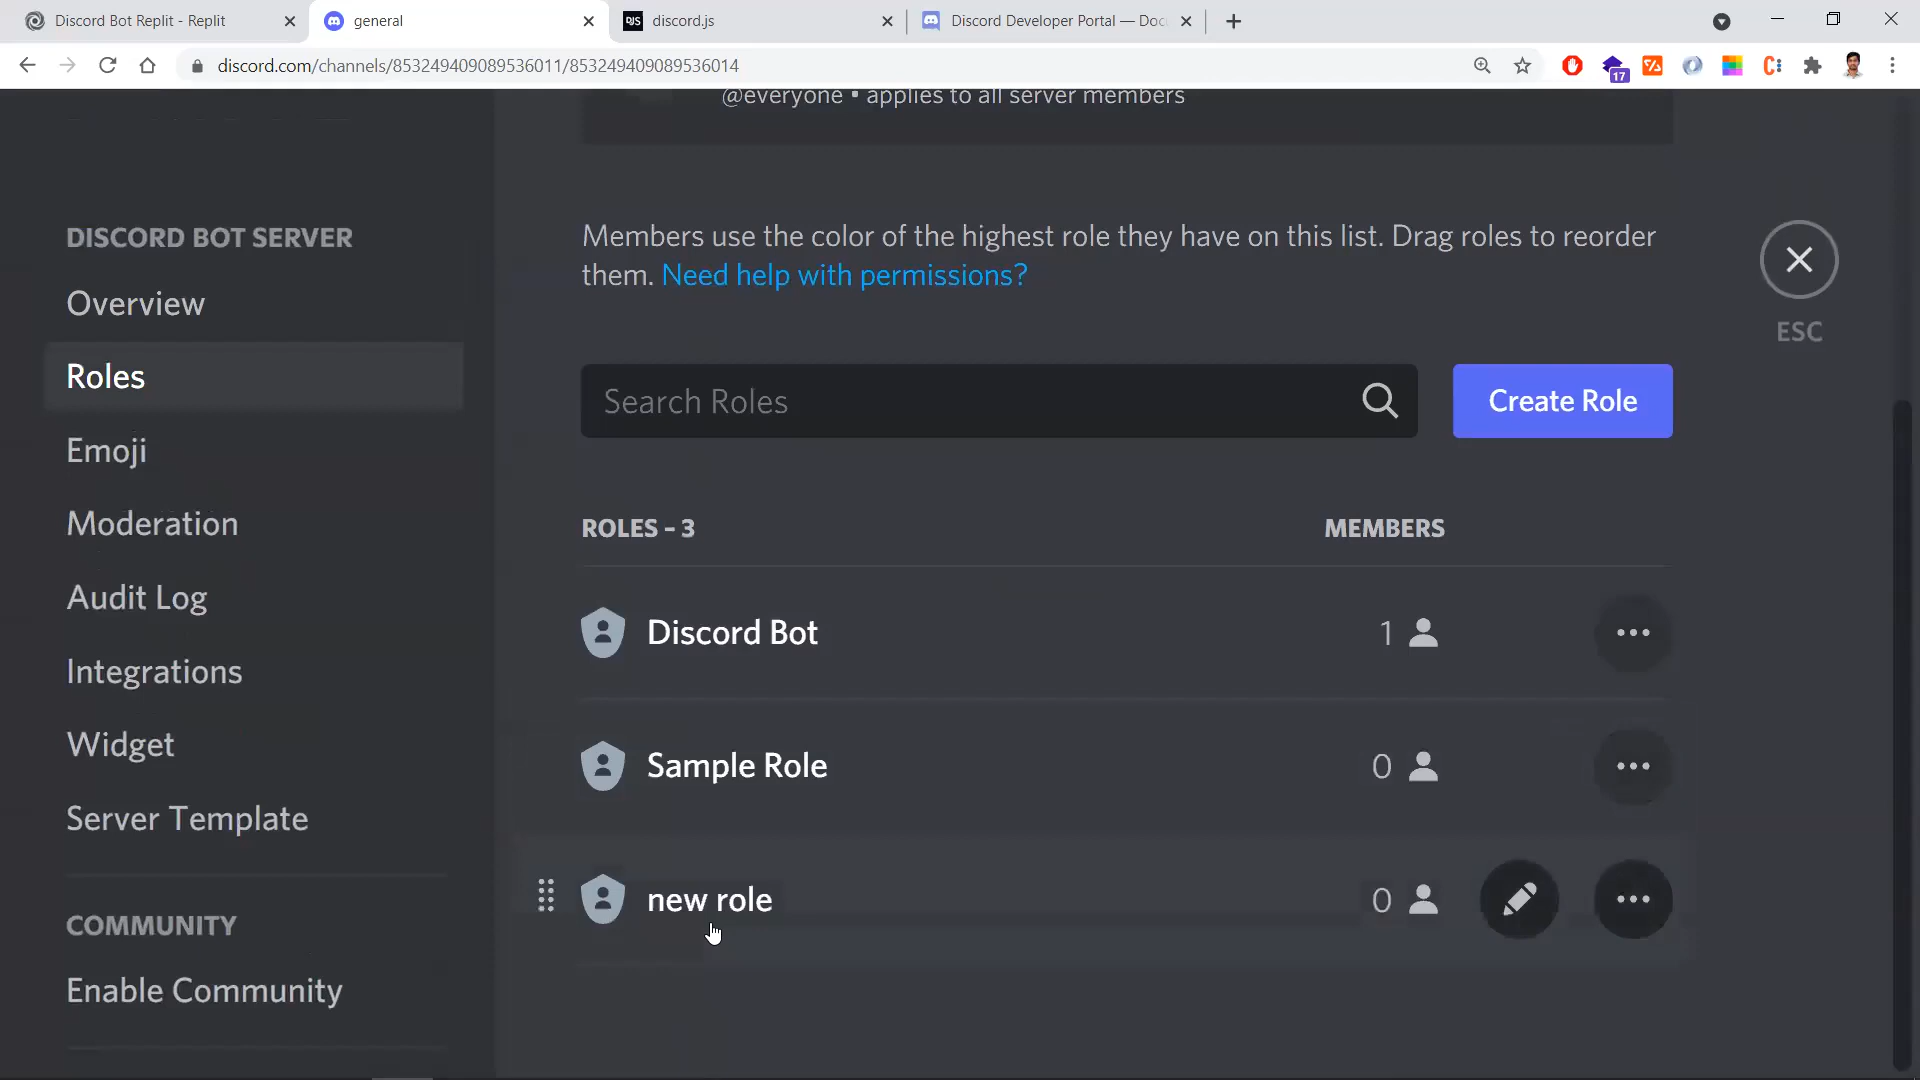 Discord Bot Replit - Replit
general
discord.js
Discord Developer Portal — Doc
discord.com/channels/853249409089536011/853249409089536014
17
@everyone • applies to all server members
DISCORD BOT SERVER
Overview
Roles
Emoji
Moderation
Audit Log
Integrations
Widget
Server Template
COMMUNITY
Enable Community
Members use the color of the highest role they have on this list. Drag roles to reorder
them. Need help with permissions?
ESC
Search Roles
Create Role
ROLES – 3
MEMBERS
Discord Bot
1
Sample Role
0
new role
0